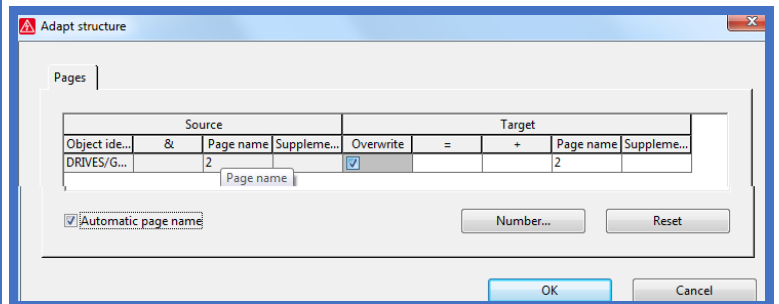 Adapt structure
Pages
Source Target
Object ide... & Page name Suppleme... Overwrite = + Page name Suppleme...
DRIVES/G... 2 2
Page name
Automatic page name Number... Reset
OK Cancel